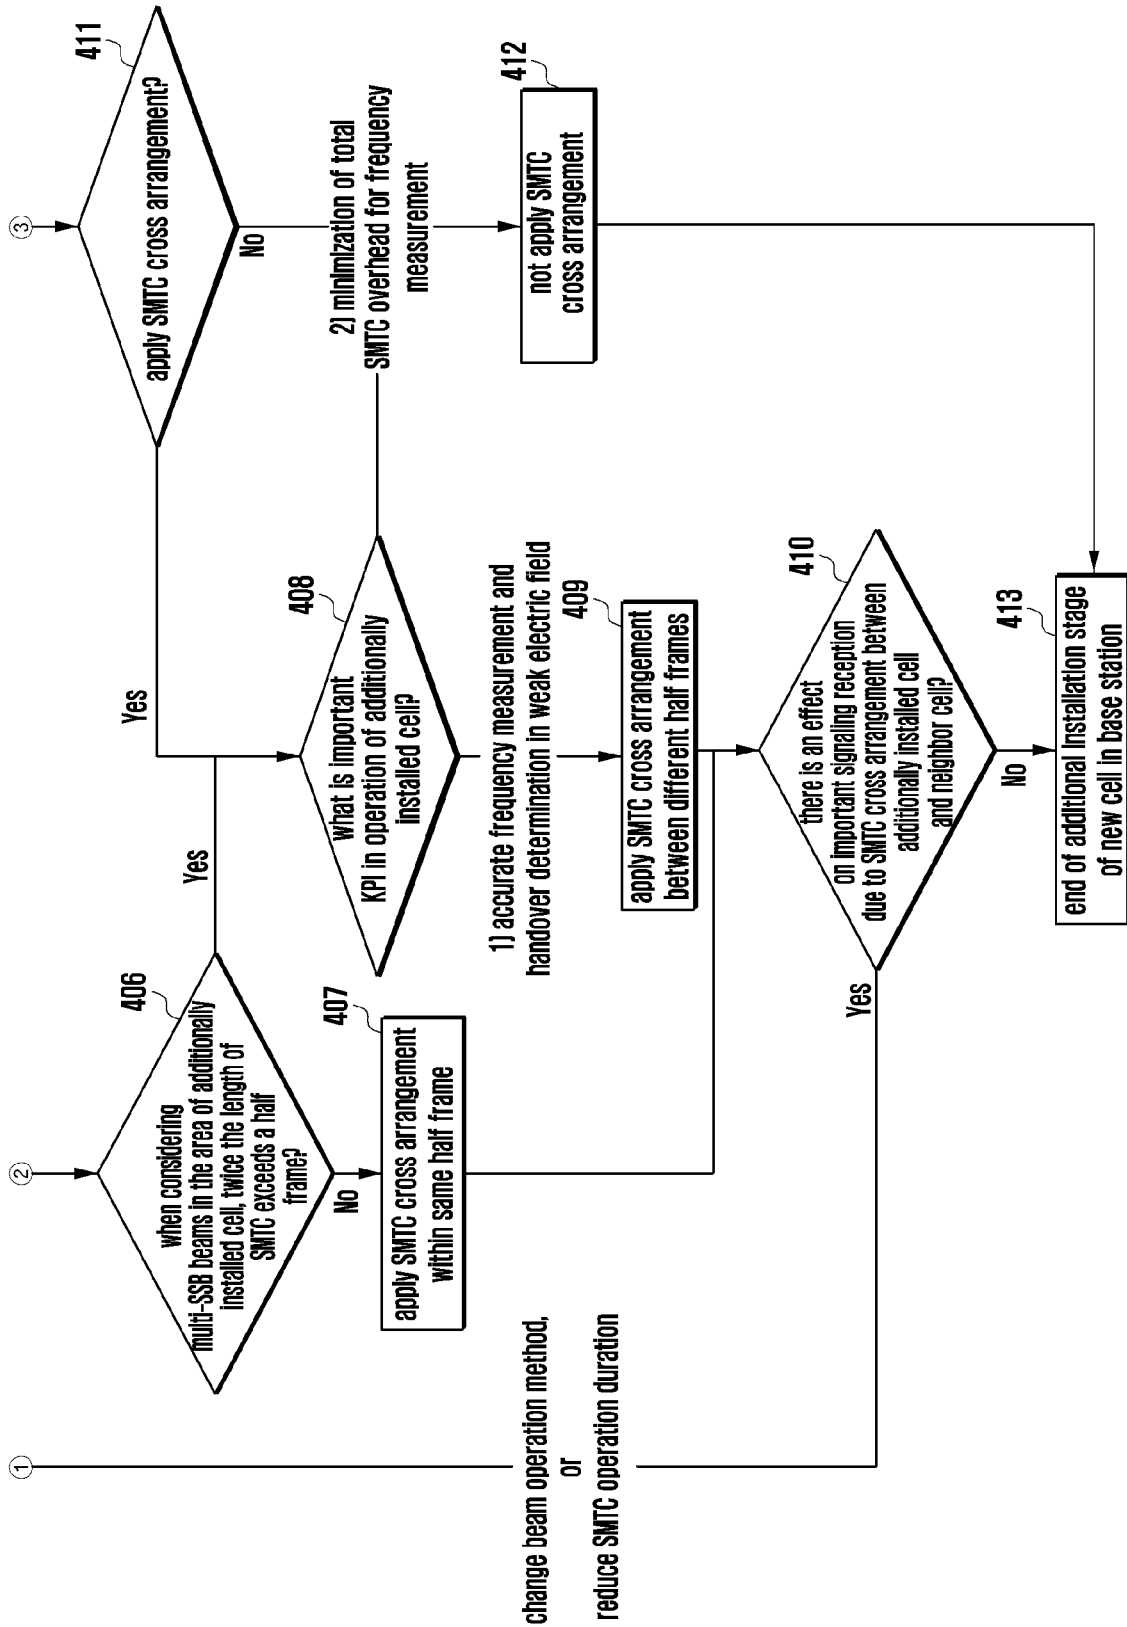 ①
change beam operation method,
or
reduce SMTC operation duration
②
406
when considering
multi-SSB beams in the area of additionally
installed cell, twice the length of
SMTC exceeds a half
frame?
Yes
No
407
apply SMTC cross arrangement
within same half frame
③
411
apply SMTC cross arrangement?
Yes
No
408
what is important
KPI in operation of additionally
installed cell?
2) minimization of total
SMTC overhead for frequency
measurement
1) accurate frequency measurement and
handover determination in weak electric field
412
not apply SMTC
cross arrangement
409
apply SMTC cross arrangement
between different half frames
410
there is an effect
on important signaling reception
due to SMTC cross arrangement between
additionally installed cell
and neighbor cell?
Yes
No
413
end of additional Installation stage
of new cell in base station